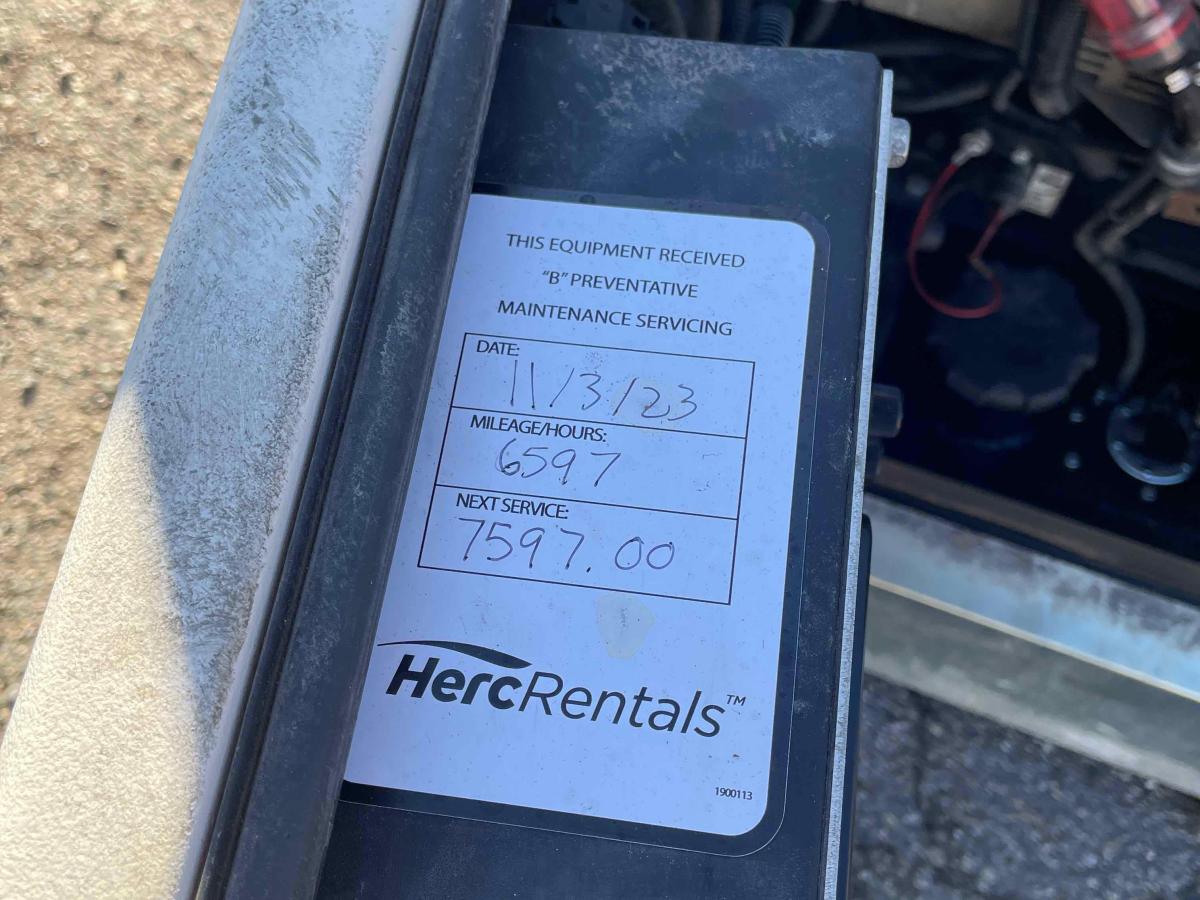 THIS EQUIPMENT RECEIVED
“B” PREVENTATIVE
MAINTENANCE SERVICING
DATE:
11/3/23
MILEAGE/HOURS:
6597
NEXT SERVICE:
7597.00
HercRentals™
1900113